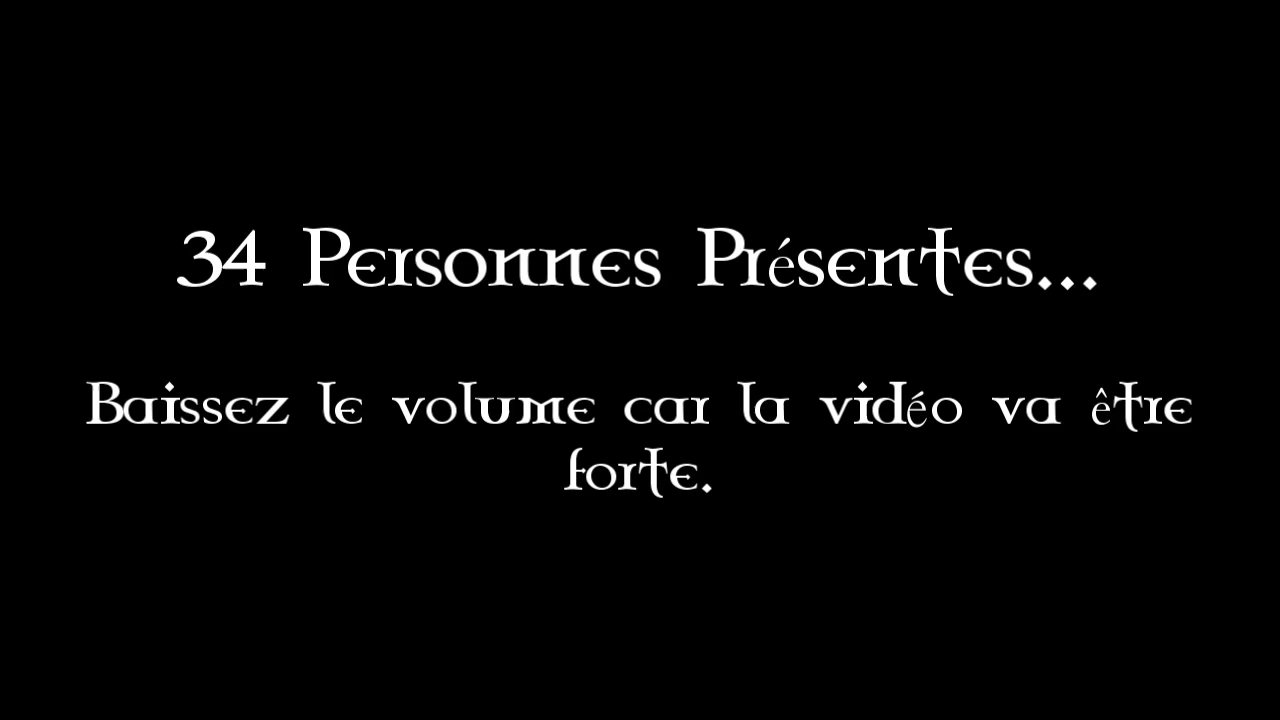 34 Personnes Présentes...
Baissez le volume car la vidéo va être
forte.